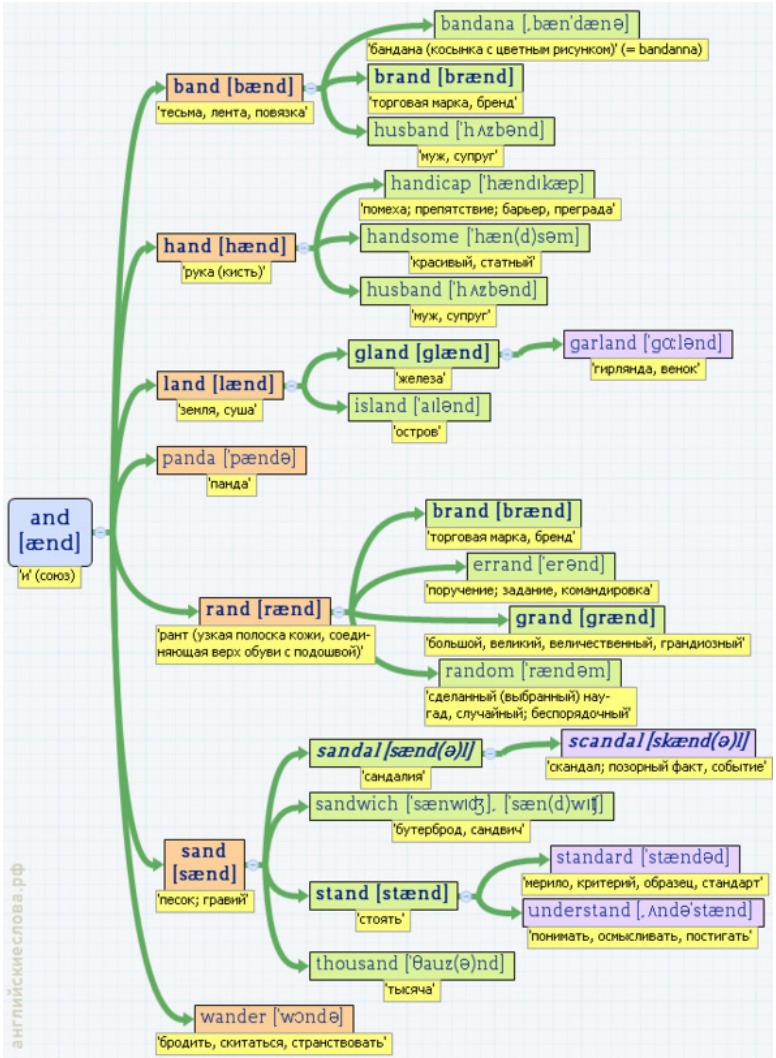 bandana [ˌbæn'dænə]
'бандана (косынка с цветным рисунком)' (= bandanna)
band [bænd]
'тесьма, лента, повязка'
brand [brænd]
'торговая марка, бренд'
husband ['hʌzbənd]
'муж, супруг'
handicap ['hændɪkæp]
'помеха; препятствие; барьер, преграда'
hand [hænd]
'рука (кисть)'
handsome ['hæn(d)səm]
'красивый, статный'
husband ['hʌzbənd]
'муж, супруг'
land [lænd]
'земля, суша'
gland [glænd]
'железа'
garland ['gɑːlənd]
'гирлянда, венок'
island ['aɪlənd]
'остров'
panda ['pændə]
'панда'
and
[ænd]
'и' (союз)
rand [rænd]
'рант (узкая полоска кожи, соеди-
няющая верх обуви с подошвой)'
brand [brænd]
'торговая марка, бренд'
errand ['erənd]
'поручение; задание, командировка'
grand [grænd]
'большой, великий, величественный, грандиозный'
random ['rændəm]
'сделанный (выбранный) нау-
гад, случайный; беспорядочный'
sand
[sænd]
'песок; гравий'
sandal [sænd(ə)l]
'сандалия'
scandal [skænd(ə)l]
'скандал; позорный факт, событие'
sandwich ['sænwɪʤ], ['sæn(d)wɪʧ]
'бутерброд, сандвич'
stand [stænd]
'стоять'
standard ['stændəd]
'мерило, критерий, образец, стандарт'
understand [ˌʌndə'stænd]
'понимать, осмысливать, постигать'
thousand ['θauz(ə)nd]
'тысяча'
wander ['wɔndə]
'бродить, скитаться, странствовать'
английскиеслова.рф